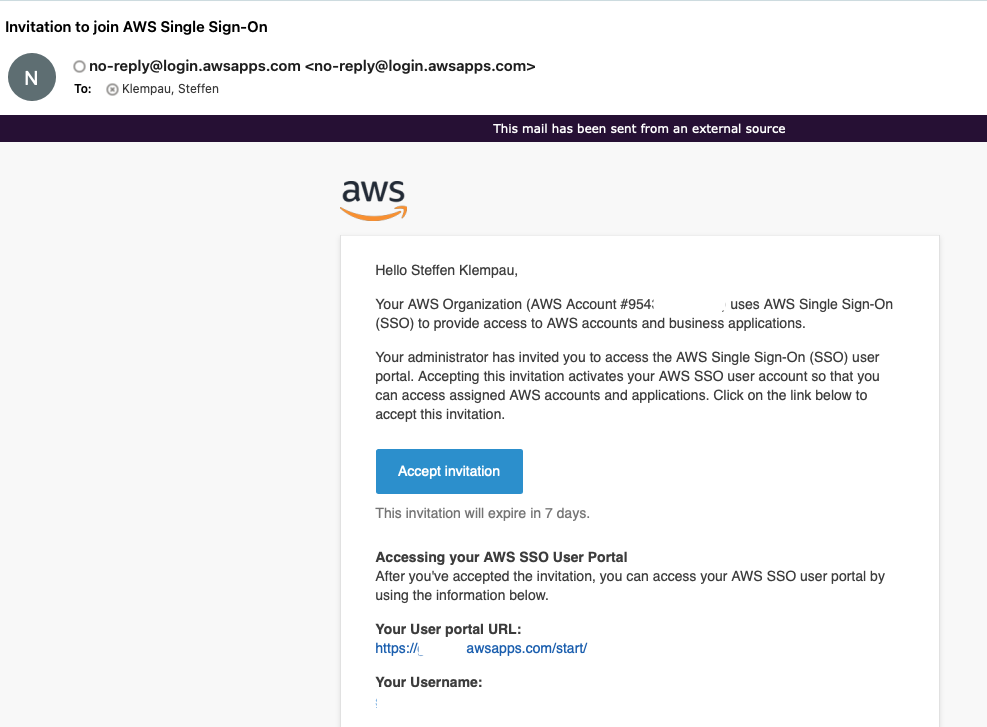 Invitation to join AWS Single Sign-On
N
no-reply@login.awsapps.com <no-reply@login.awsapps.com>
To: Klempau, Steffen
This mail has been sent from an external source
aws
Hello Steffen Klempau,
Your AWS Organization (AWS Account #954 uses AWS Single Sign-On
(SSO) to provide access to AWS accounts and business applications.
Your administrator has invited you to access the AWS Single Sign-On (SSO) user
portal. Accepting this invitation activates your AWS SSO user account so that you
can access assigned AWS accounts and applications. Click on the link below to
accept this invitation.
Accept invitation
This invitation will expire in 7 days.
Accessing your AWS SSO User Portal
After you've accepted the invitation, you can access your AWS SSO user portal by
using the information below.
Your User portal URL:
https:// awsapps.com/start/
Your Username: